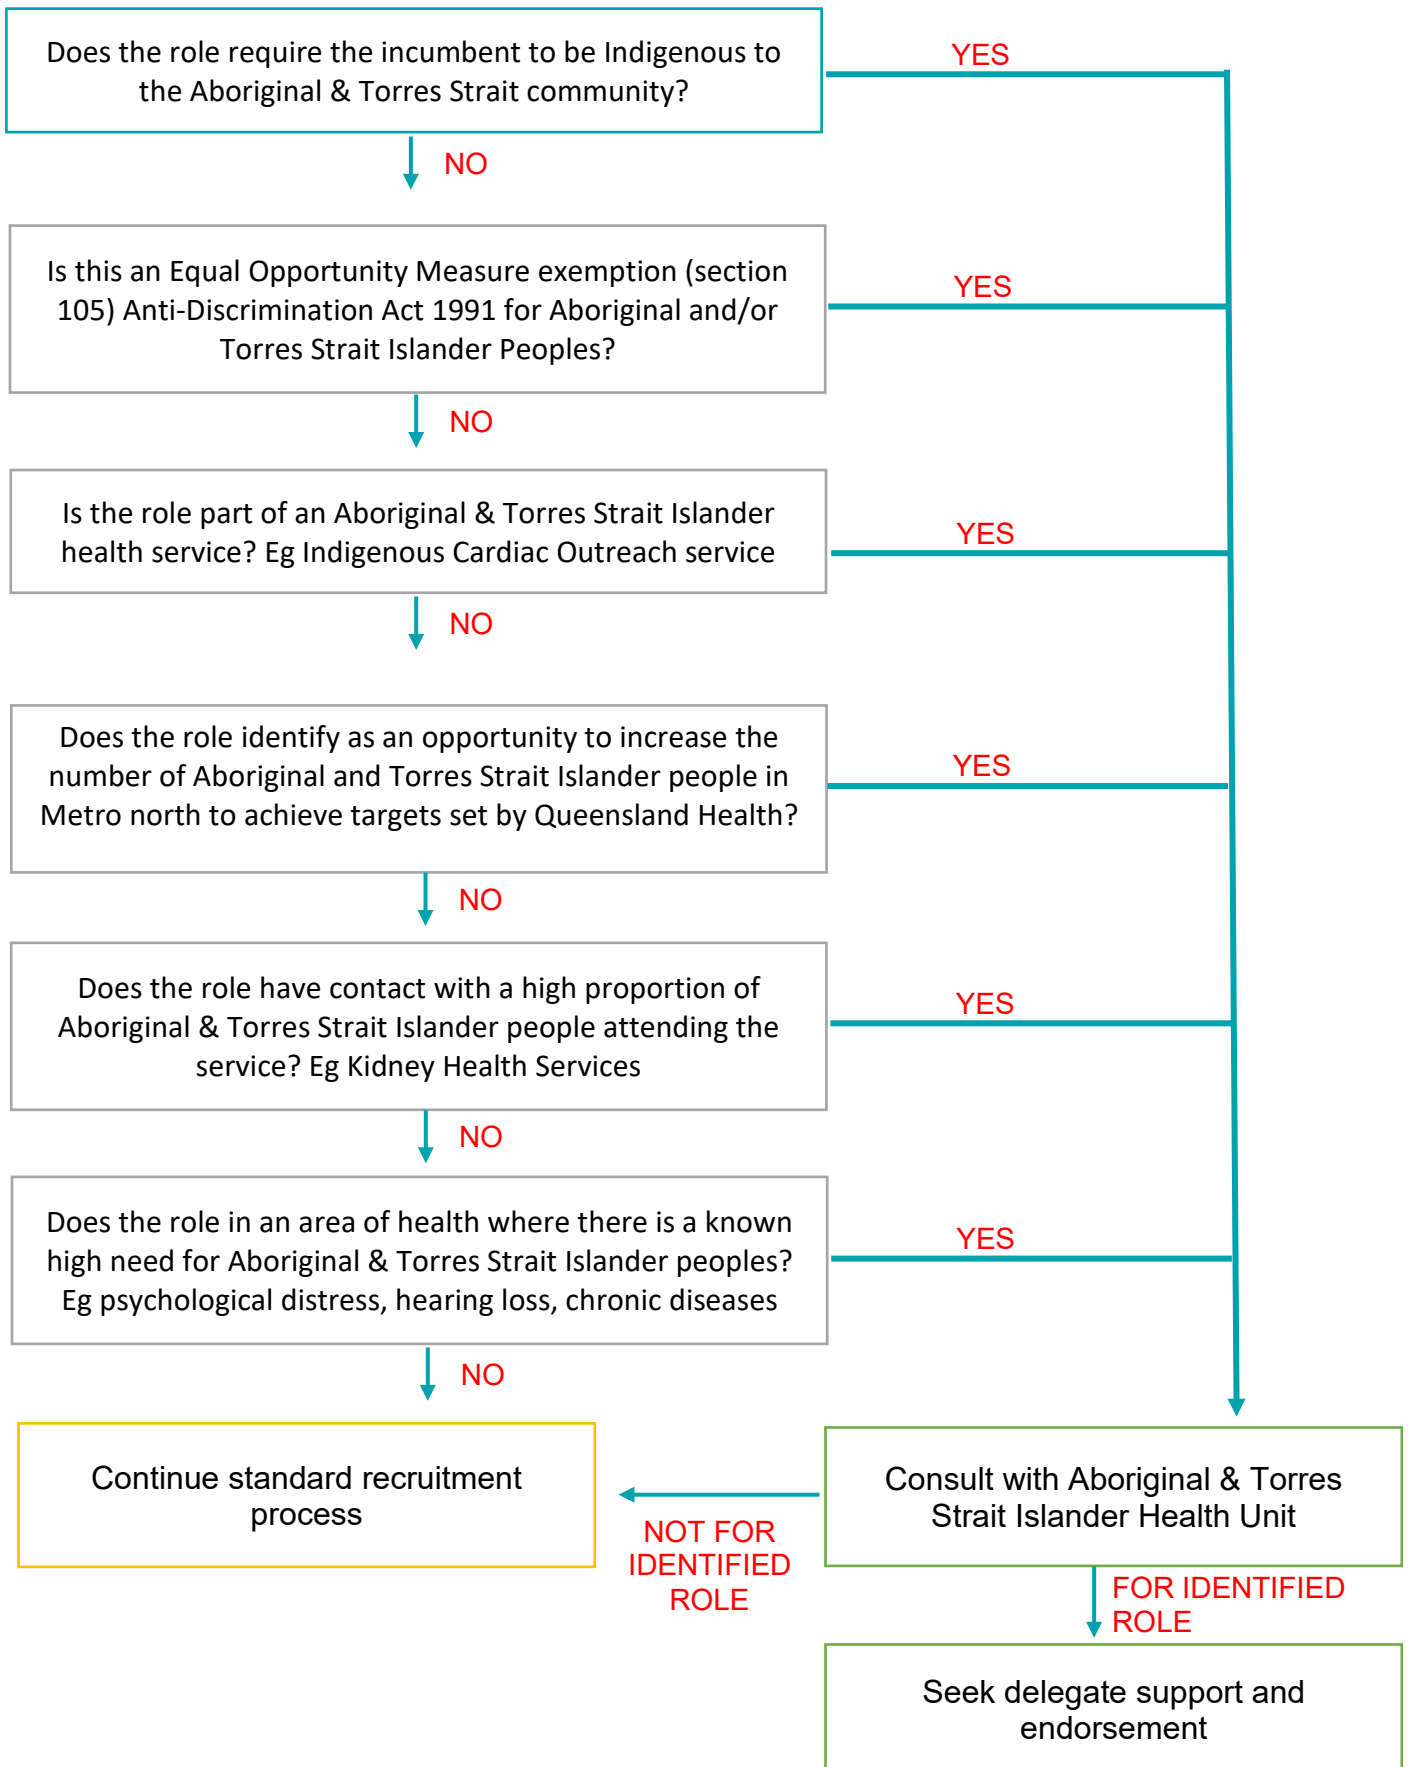 Does the role require the incumbent to be Indigenous to
the Aboriginal & Torres Strait community?
YES
NO
Is this an Equal Opportunity Measure exemption (section
105) Anti-Discrimination Act 1991 for Aboriginal and/or
Torres Strait Islander Peoples?
YES
NO
Is the role part of an Aboriginal & Torres Strait Islander
health service? Eg Indigenous Cardiac Outreach service
YES
NO
Does the role identify as an opportunity to increase the
number of Aboriginal and Torres Strait Islander people in
Metro north to achieve targets set by Queensland Health?
YES
NO
Does the role have contact with a high proportion of
Aboriginal & Torres Strait Islander people attending the
service? Eg Kidney Health Services
YES
NO
Does the role in an area of health where there is a known
high need for Aboriginal & Torres Strait Islander peoples?
Eg psychological distress, hearing loss, chronic diseases
YES
NO
Continue standard recruitment
process
NOT FOR
IDENTIFIED
ROLE
Consult with Aboriginal & Torres
Strait Islander Health Unit
FOR IDENTIFIED
ROLE
Seek delegate support and
endorsement